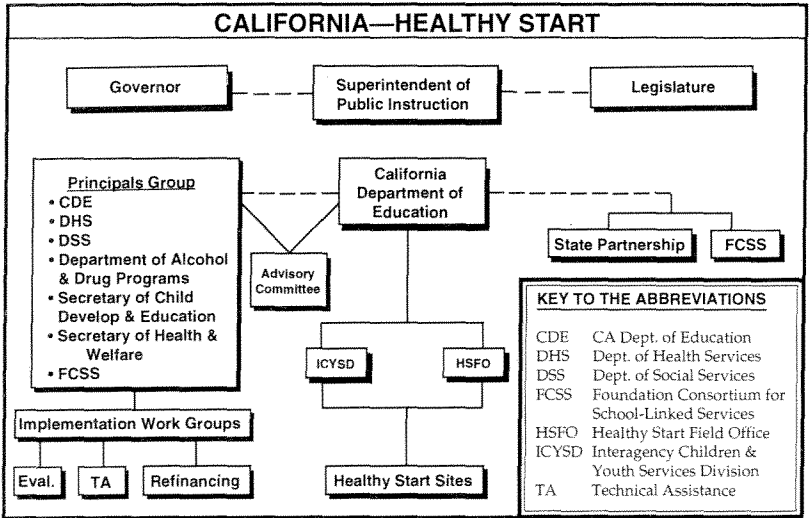 CALIFORNIA—HEALTHY START
Governor
Superintendent of
Public Instruction
Legislature
Principals Group
• CDE
• DHS
• DSS
• Department of Alcohol
& Drug Programs
• Secretary of Child
Develop & Education
• Secretary of Health &
Welfare
• FCSS
California
Department of
Education
Advisory
Committee
State Partnership
FCSS
ICYSD
HSFO
Implementation Work Groups
Eval.
TA
Refinancing
Healthy Start Sites
KEY TO THE ABBREVIATIONS
CDE CA Dept. of Education
DHS Dept. of Health Services
DSS Dept. of Social Services
FCSS Foundation Consortium for
School-Linked Services
HSFO Healthy Start Field Office
ICYSD Interagency Children &
Youth Services Division
TA Technical Assistance